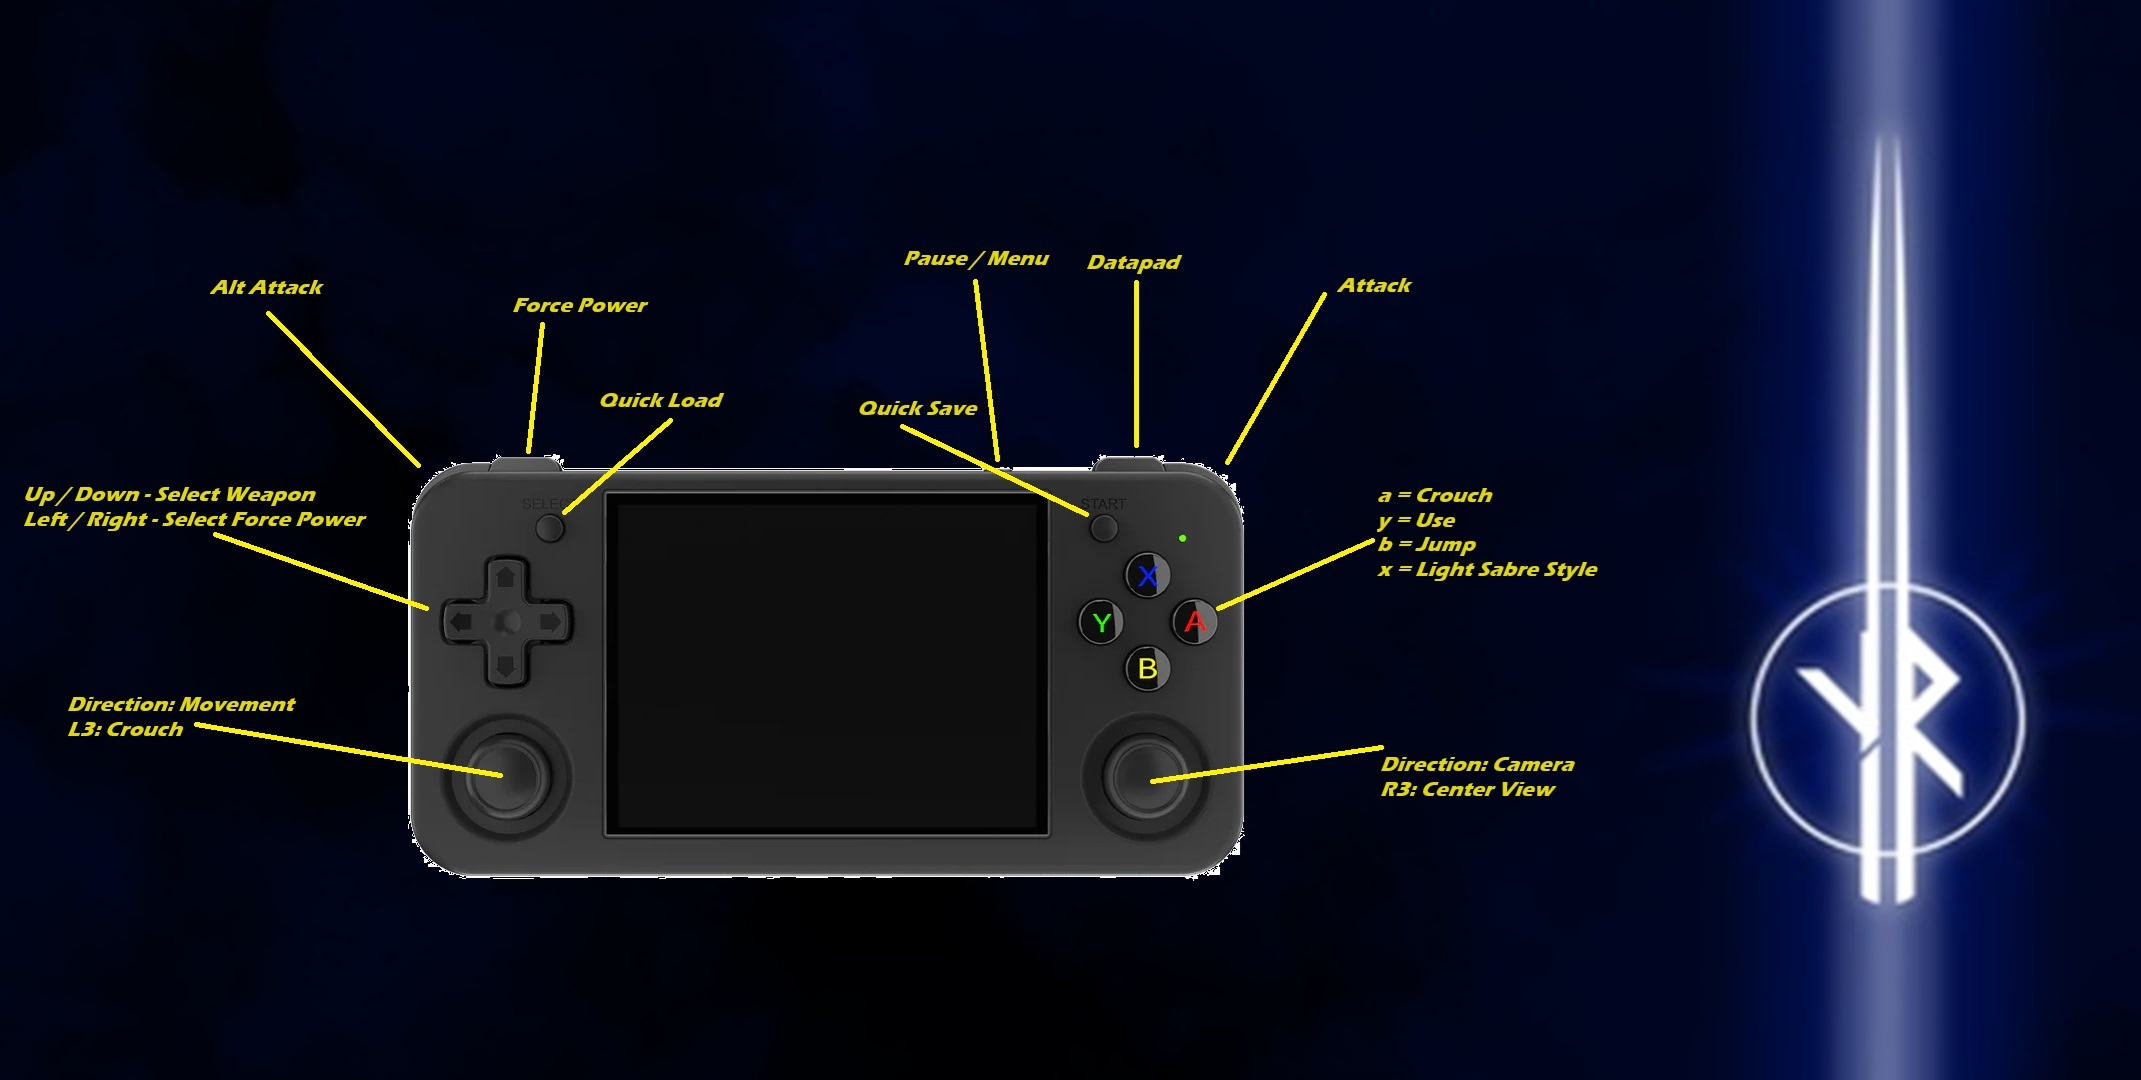 Pause / Menu
Datapad
Alt Attack
Attack
Force Power
Quick Load
Quick Save
Up / Down - Select Weapon
Left / Right - Select Force Power
a = Crouch
y = Use
b = Jump
x = Light Sabre Style
SELECT
START
X
Y
A
B
Direction: Movement
L3: Crouch
Direction: Camera
R3: Center View